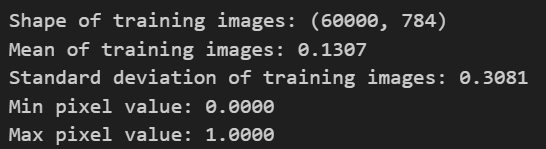 Shape of training images: (60000, 784)
Mean of training images: 0.1307
Standard deviation of training images: 0.3081
Min pixel value: 0.0000
Max pixel value: 1.0000